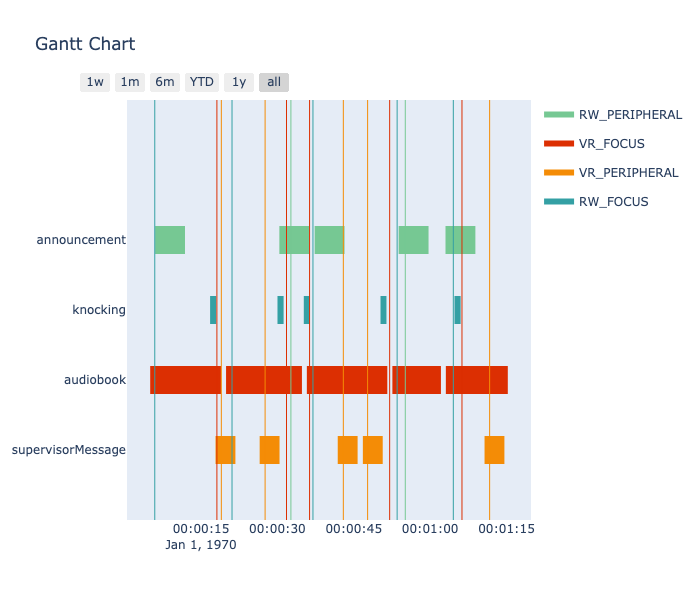 Gantt Chart
1w 1m 6m YTD 1y all
RW_PERIPHERAL
VR_FOCUS
VR_PERIPHERAL
RW_FOCUS
announcement
knocking
audiobook
supervisorMessage
00:00:15 00:00:30 00:00:45 00:01:00 00:01:15
Jan 1, 1970